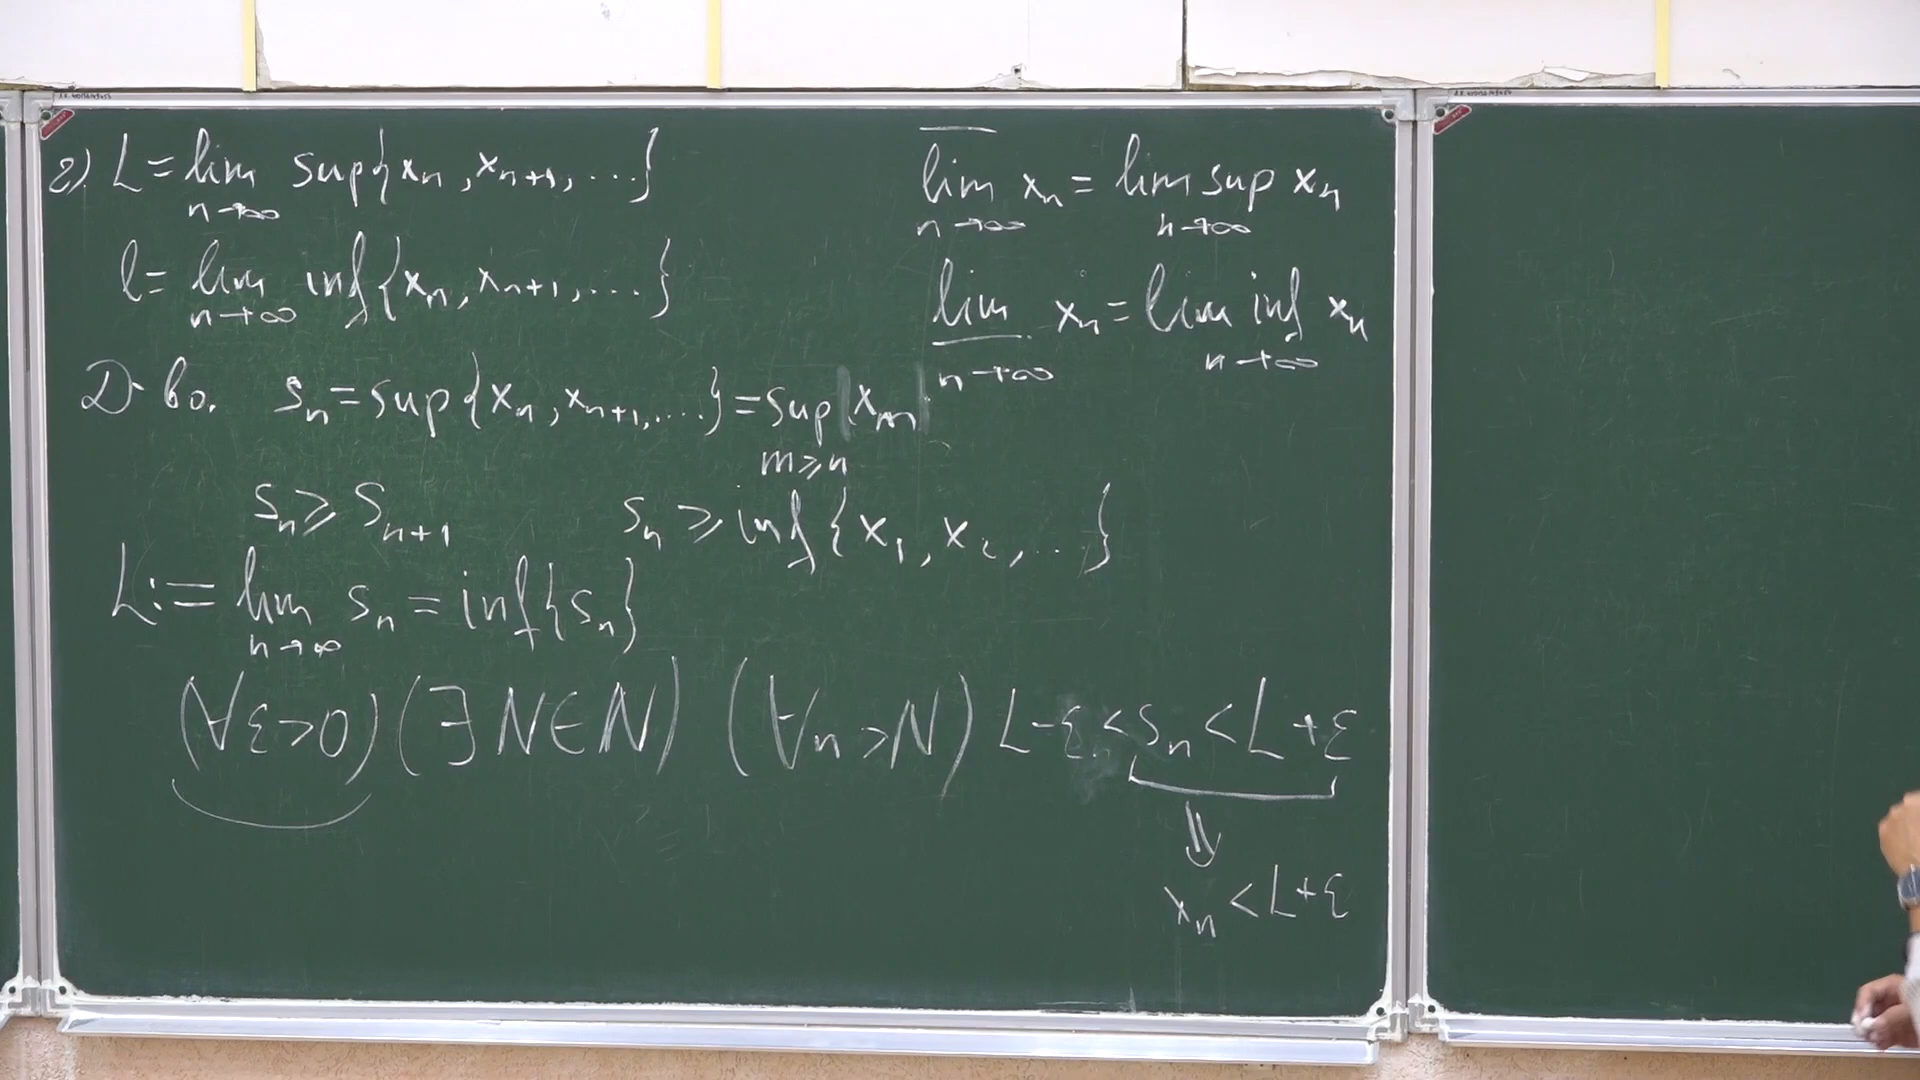 2). L = lim sup{xₙ, xₙ₊₁, ...}
n→∞
l = lim inf{xₙ, xₙ₊₁, ...}
n→∞
lim xₙ = lim sup xₙ
n→∞ n→∞
lim xₙ = lim inf xₙ
n→∞ n→∞
Д-во. sₙ = sup{xₙ, xₙ₊₁, ...} = sup xₘ
m⩾n
sₙ ⩾ sₙ₊₁ sₙ ⩾ inf{x₁, x₂, ...}
L := lim sₙ = inf{sₙ}
n→∞
(∀ε>0)(∃N∈ℕ) (∀n>N) L-ε<sₙ<L+ε
⇓
xₙ < L+ε